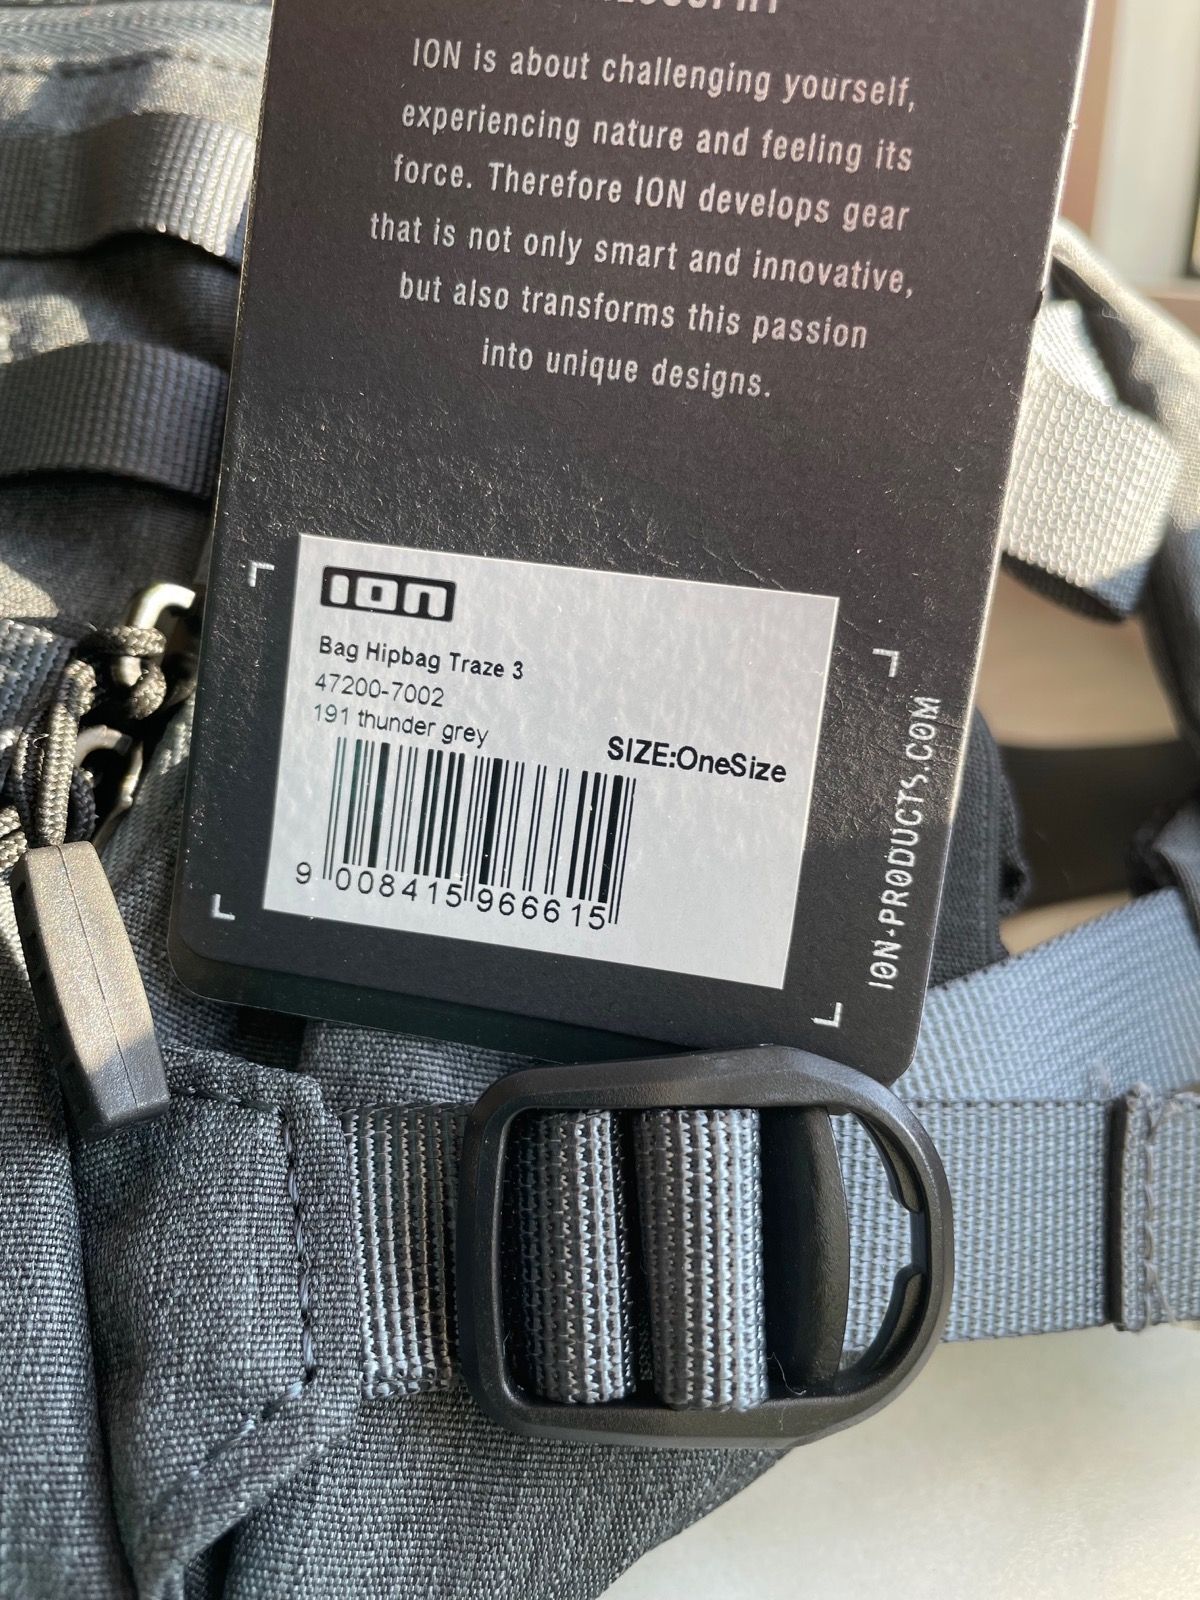 ION is about challenging yourself,
experiencing nature and feeling its
force. Therefore ION develops gear
that is not only smart and innovative,
but also transforms this passion
into unique designs.
ION
Bag Hipbag Traze 3
47200-7002
191 thunder grey
SIZE:OneSize
9 008415 966615
ION-PRODUCTS.COM